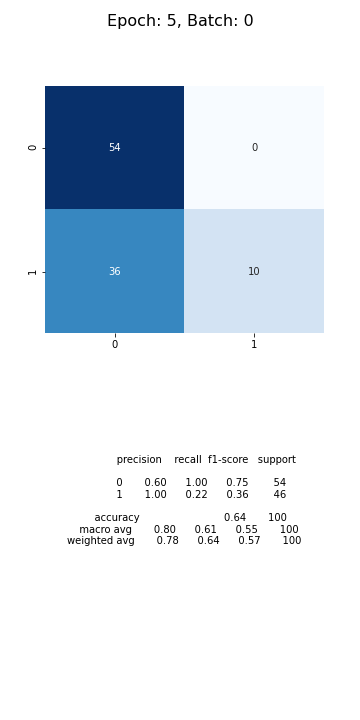 Epoch: 5, Batch: 0
0
54
0
1
36
10
0
1
precision recall f1-score support
0 0.60 1.00 0.75 54
1 1.00 0.22 0.36 46
accuracy 0.64 100
macro avg 0.80 0.61 0.55 100
weighted avg 0.78 0.64 0.57 100